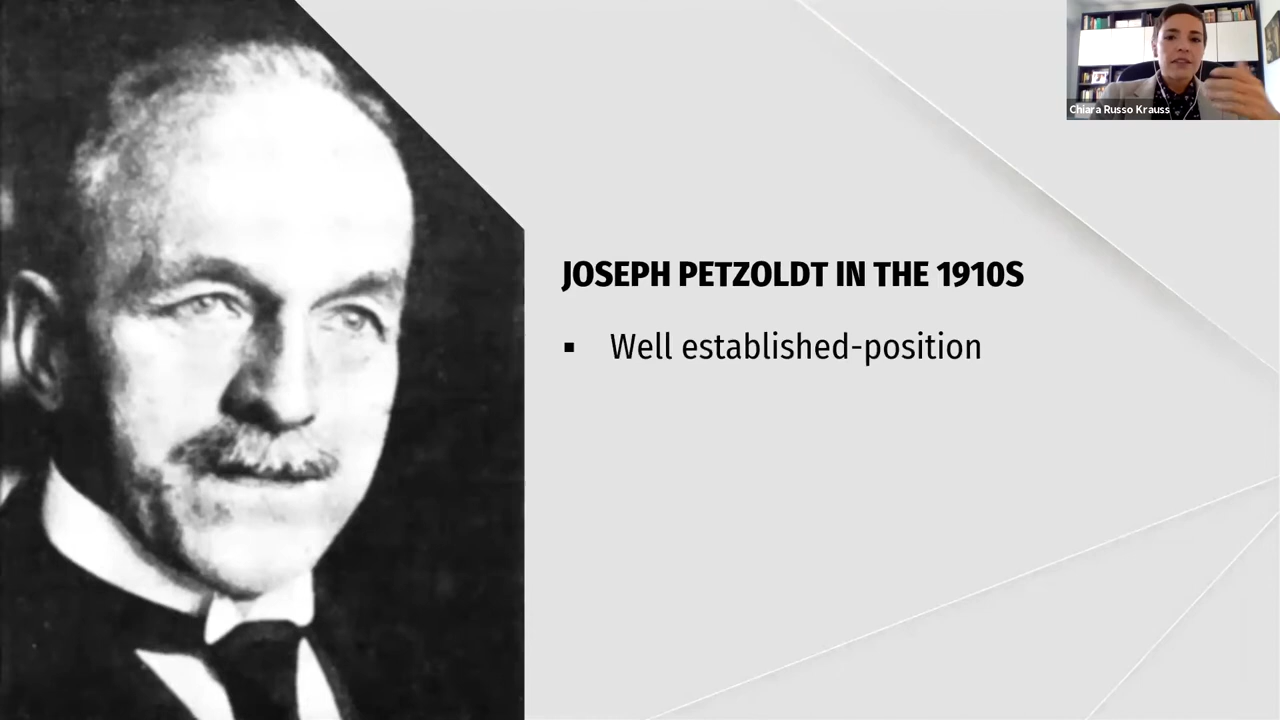 Chiara Russo Krauss
JOSEPH PETZOLDT IN THE 1910S
▪ Well established-position